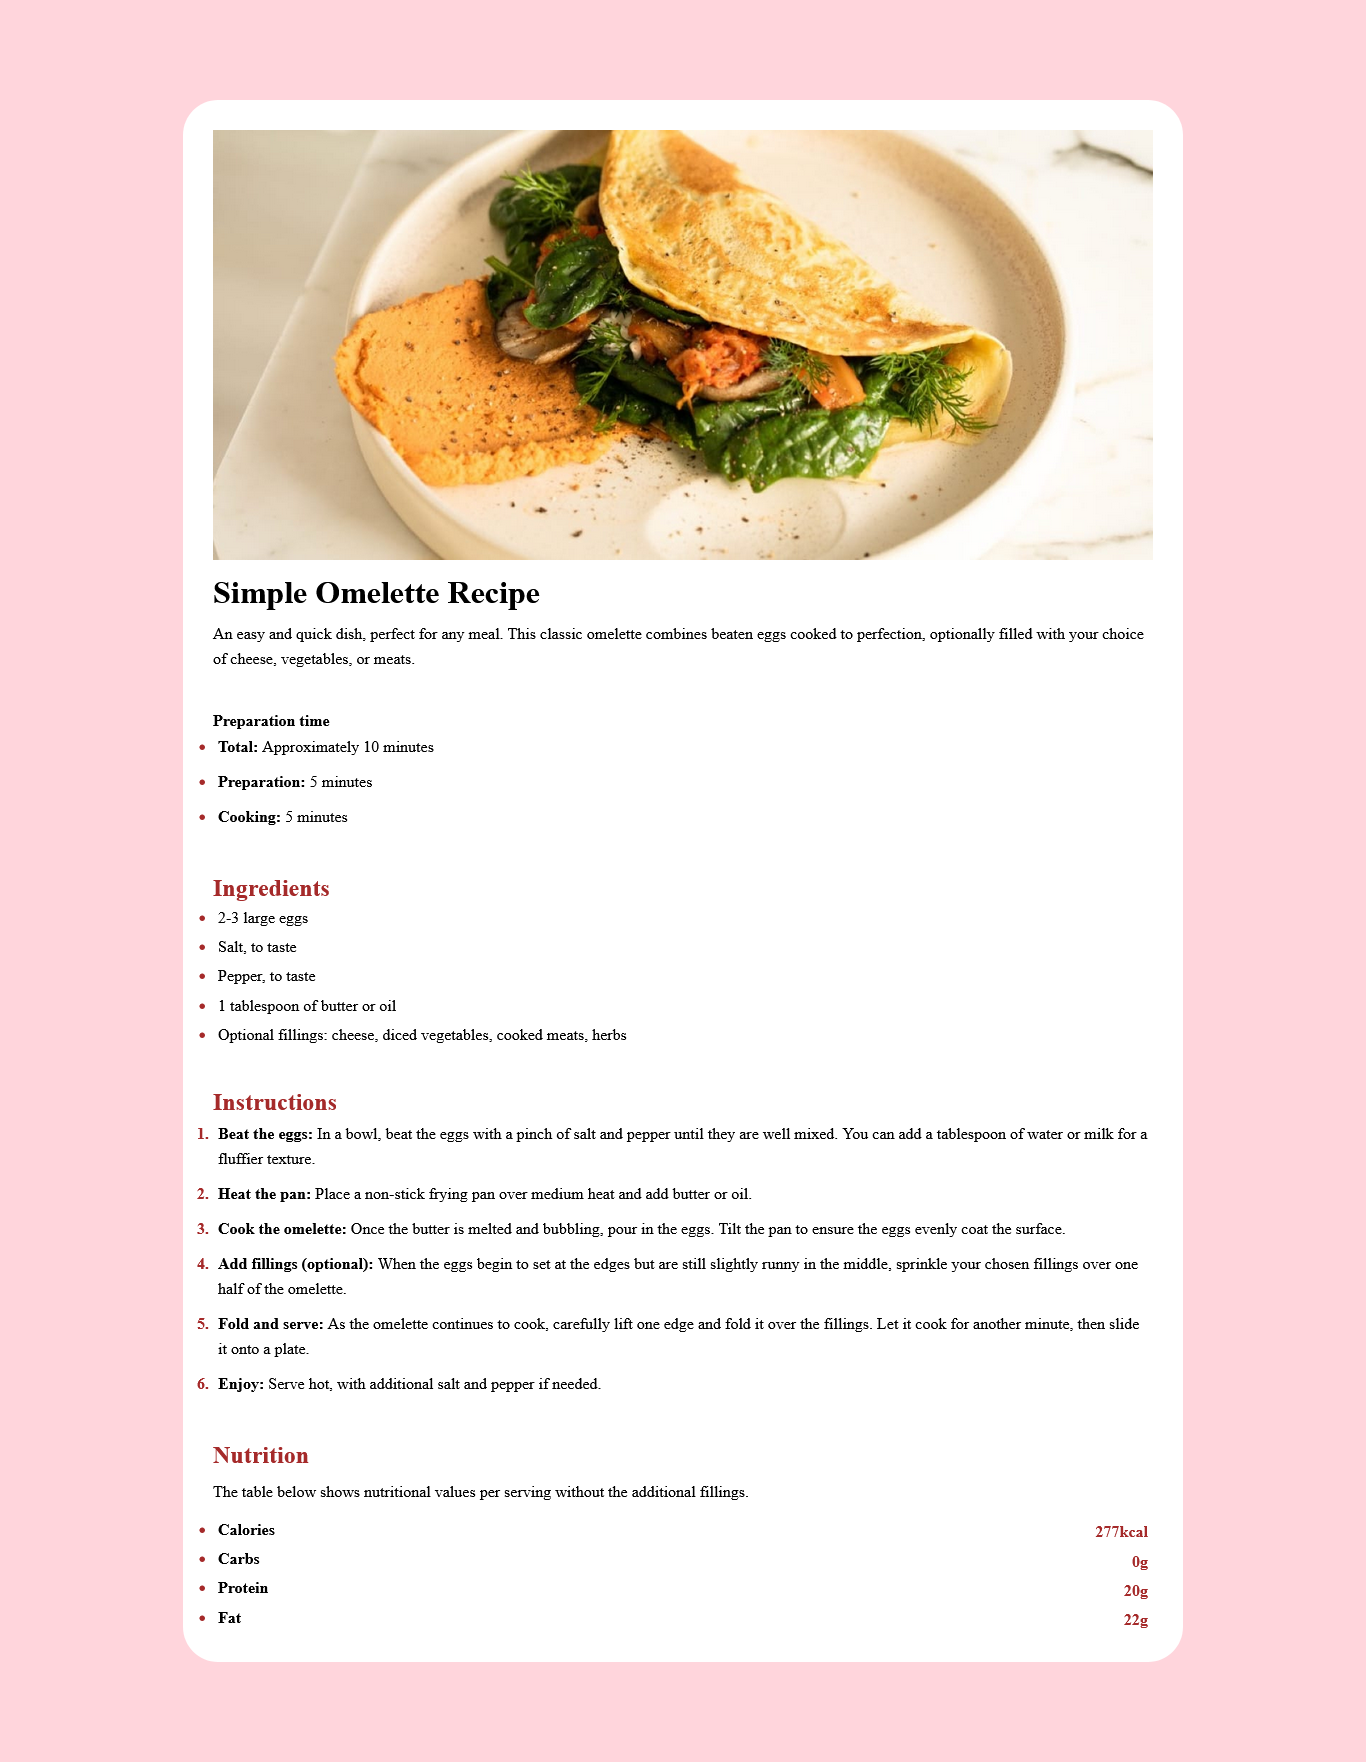 Simple Omelette Recipe
An easy and quick dish, perfect for any meal. This classic omelette combines beaten eggs cooked to perfection, optionally filled with your choice
of cheese, vegetables, or meats.
Preparation time
• Total: Approximately 10 minutes
• Preparation: 5 minutes
• Cooking: 5 minutes
Ingredients
• 2-3 large eggs
• Salt, to taste
• Pepper, to taste
• 1 tablespoon of butter or oil
• Optional fillings: cheese, diced vegetables, cooked meats, herbs
Instructions
1. Beat the eggs: In a bowl, beat the eggs with a pinch of salt and pepper until they are well mixed. You can add a tablespoon of water or milk for a
fluffier texture.
2. Heat the pan: Place a non-stick frying pan over medium heat and add butter or oil.
3. Cook the omelette: Once the butter is melted and bubbling, pour in the eggs. Tilt the pan to ensure the eggs evenly coat the surface.
4. Add fillings (optional): When the eggs begin to set at the edges but are still slightly runny in the middle, sprinkle your chosen fillings over one
half of the omelette.
5. Fold and serve: As the omelette continues to cook, carefully lift one edge and fold it over the fillings. Let it cook for another minute, then slide
it onto a plate.
6. Enjoy: Serve hot, with additional salt and pepper if needed.
Nutrition
The table below shows nutritional values per serving without the additional fillings.
• Calories 277kcal
• Carbs 0g
• Protein 20g
• Fat 22g